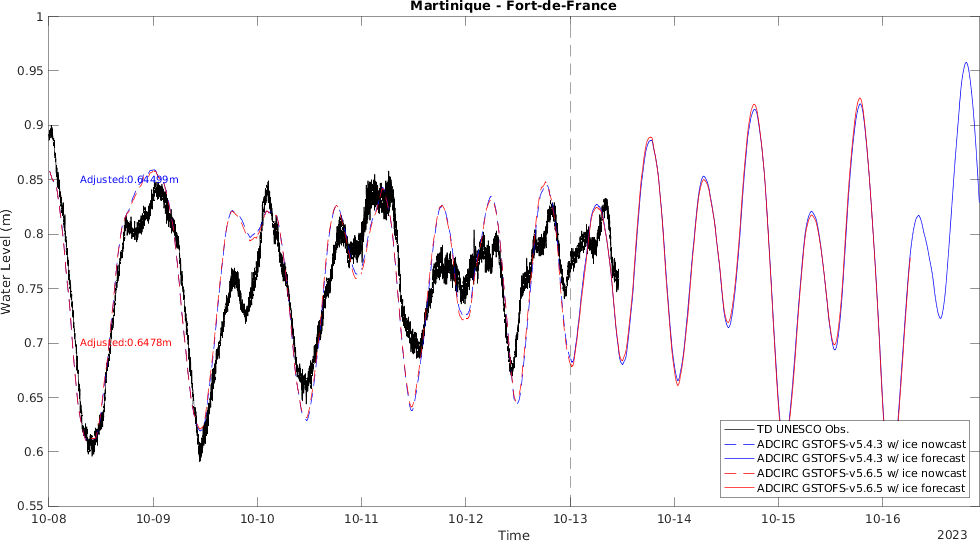 Martinique - Fort-de-France
1
0.95
0.9
0.85
0.8
0.75
0.7
0.65
0.6
0.55
Water Level (m)
Adjusted:0.64499m
Adjusted:0.6478m
TD UNESCO Obs.
ADCIRC GSTOFS-v5.4.3 w/ ice nowcast
ADCIRC GSTOFS-v5.4.3 w/ ice forecast
ADCIRC GSTOFS-v5.6.5 w/ ice nowcast
ADCIRC GSTOFS-v5.6.5 w/ ice forecast
10-08 10-09 10-10 10-11 10-12 10-13 10-14 10-15 10-16
Time
2023